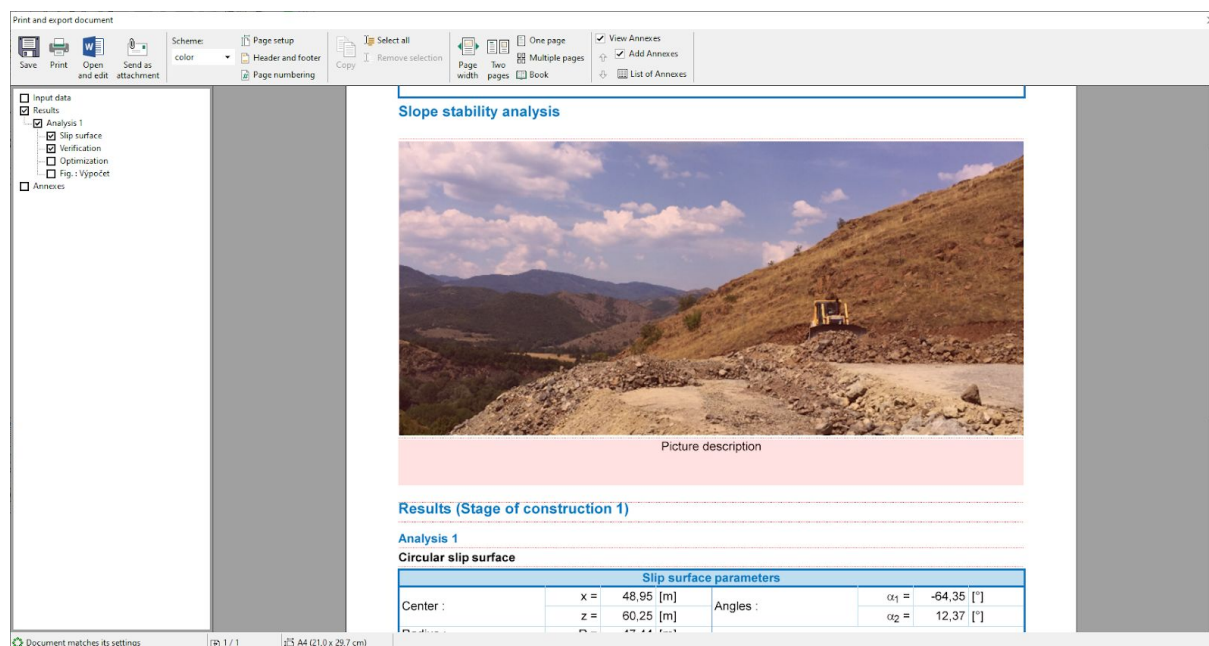 Print and export document
Save
Print
Open
and edit
Send as
attachment
Scheme:
color
Page setup
Header and footer
Page numbering
Copy
Select all
Remove selection
Page
width
Two
pages
One page
Multiple pages
Book
View Annexes
Add Annexes
List of Annexes
Input data
Results
Analysis 1
Slip surface
Verification
Optimization
Fig. : Výpočet
Annexes
Slope stability analysis
Picture description
Results (Stage of construction 1)
Analysis 1
Circular slip surface
Slip surface parameters
Center :
x = 48,95 [m]
z = 60,25 [m]
Angles :
α1 = -64,35 [°]
α2 = 12,37 [°]
Document matches its settings
1 / 1
A4 (21,0 x 29,7 cm)